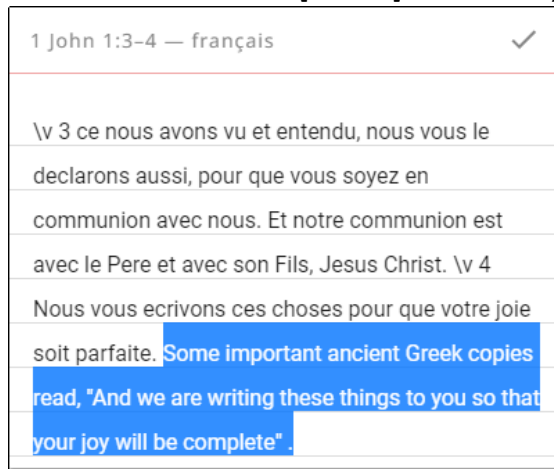 1 John 1:3–4 — français
\v 3 ce nous avons vu et entendu, nous vous le
declarons aussi, pour que vous soyez en
communion avec nous. Et notre communion est
avec le Pere et avec son Fils, Jesus Christ. \v 4
Nous vous ecrivons ces choses pour que votre joie
soit parfaite. Some important ancient Greek copies
read, "And we are writing these things to you so that
your joy will be complete" .